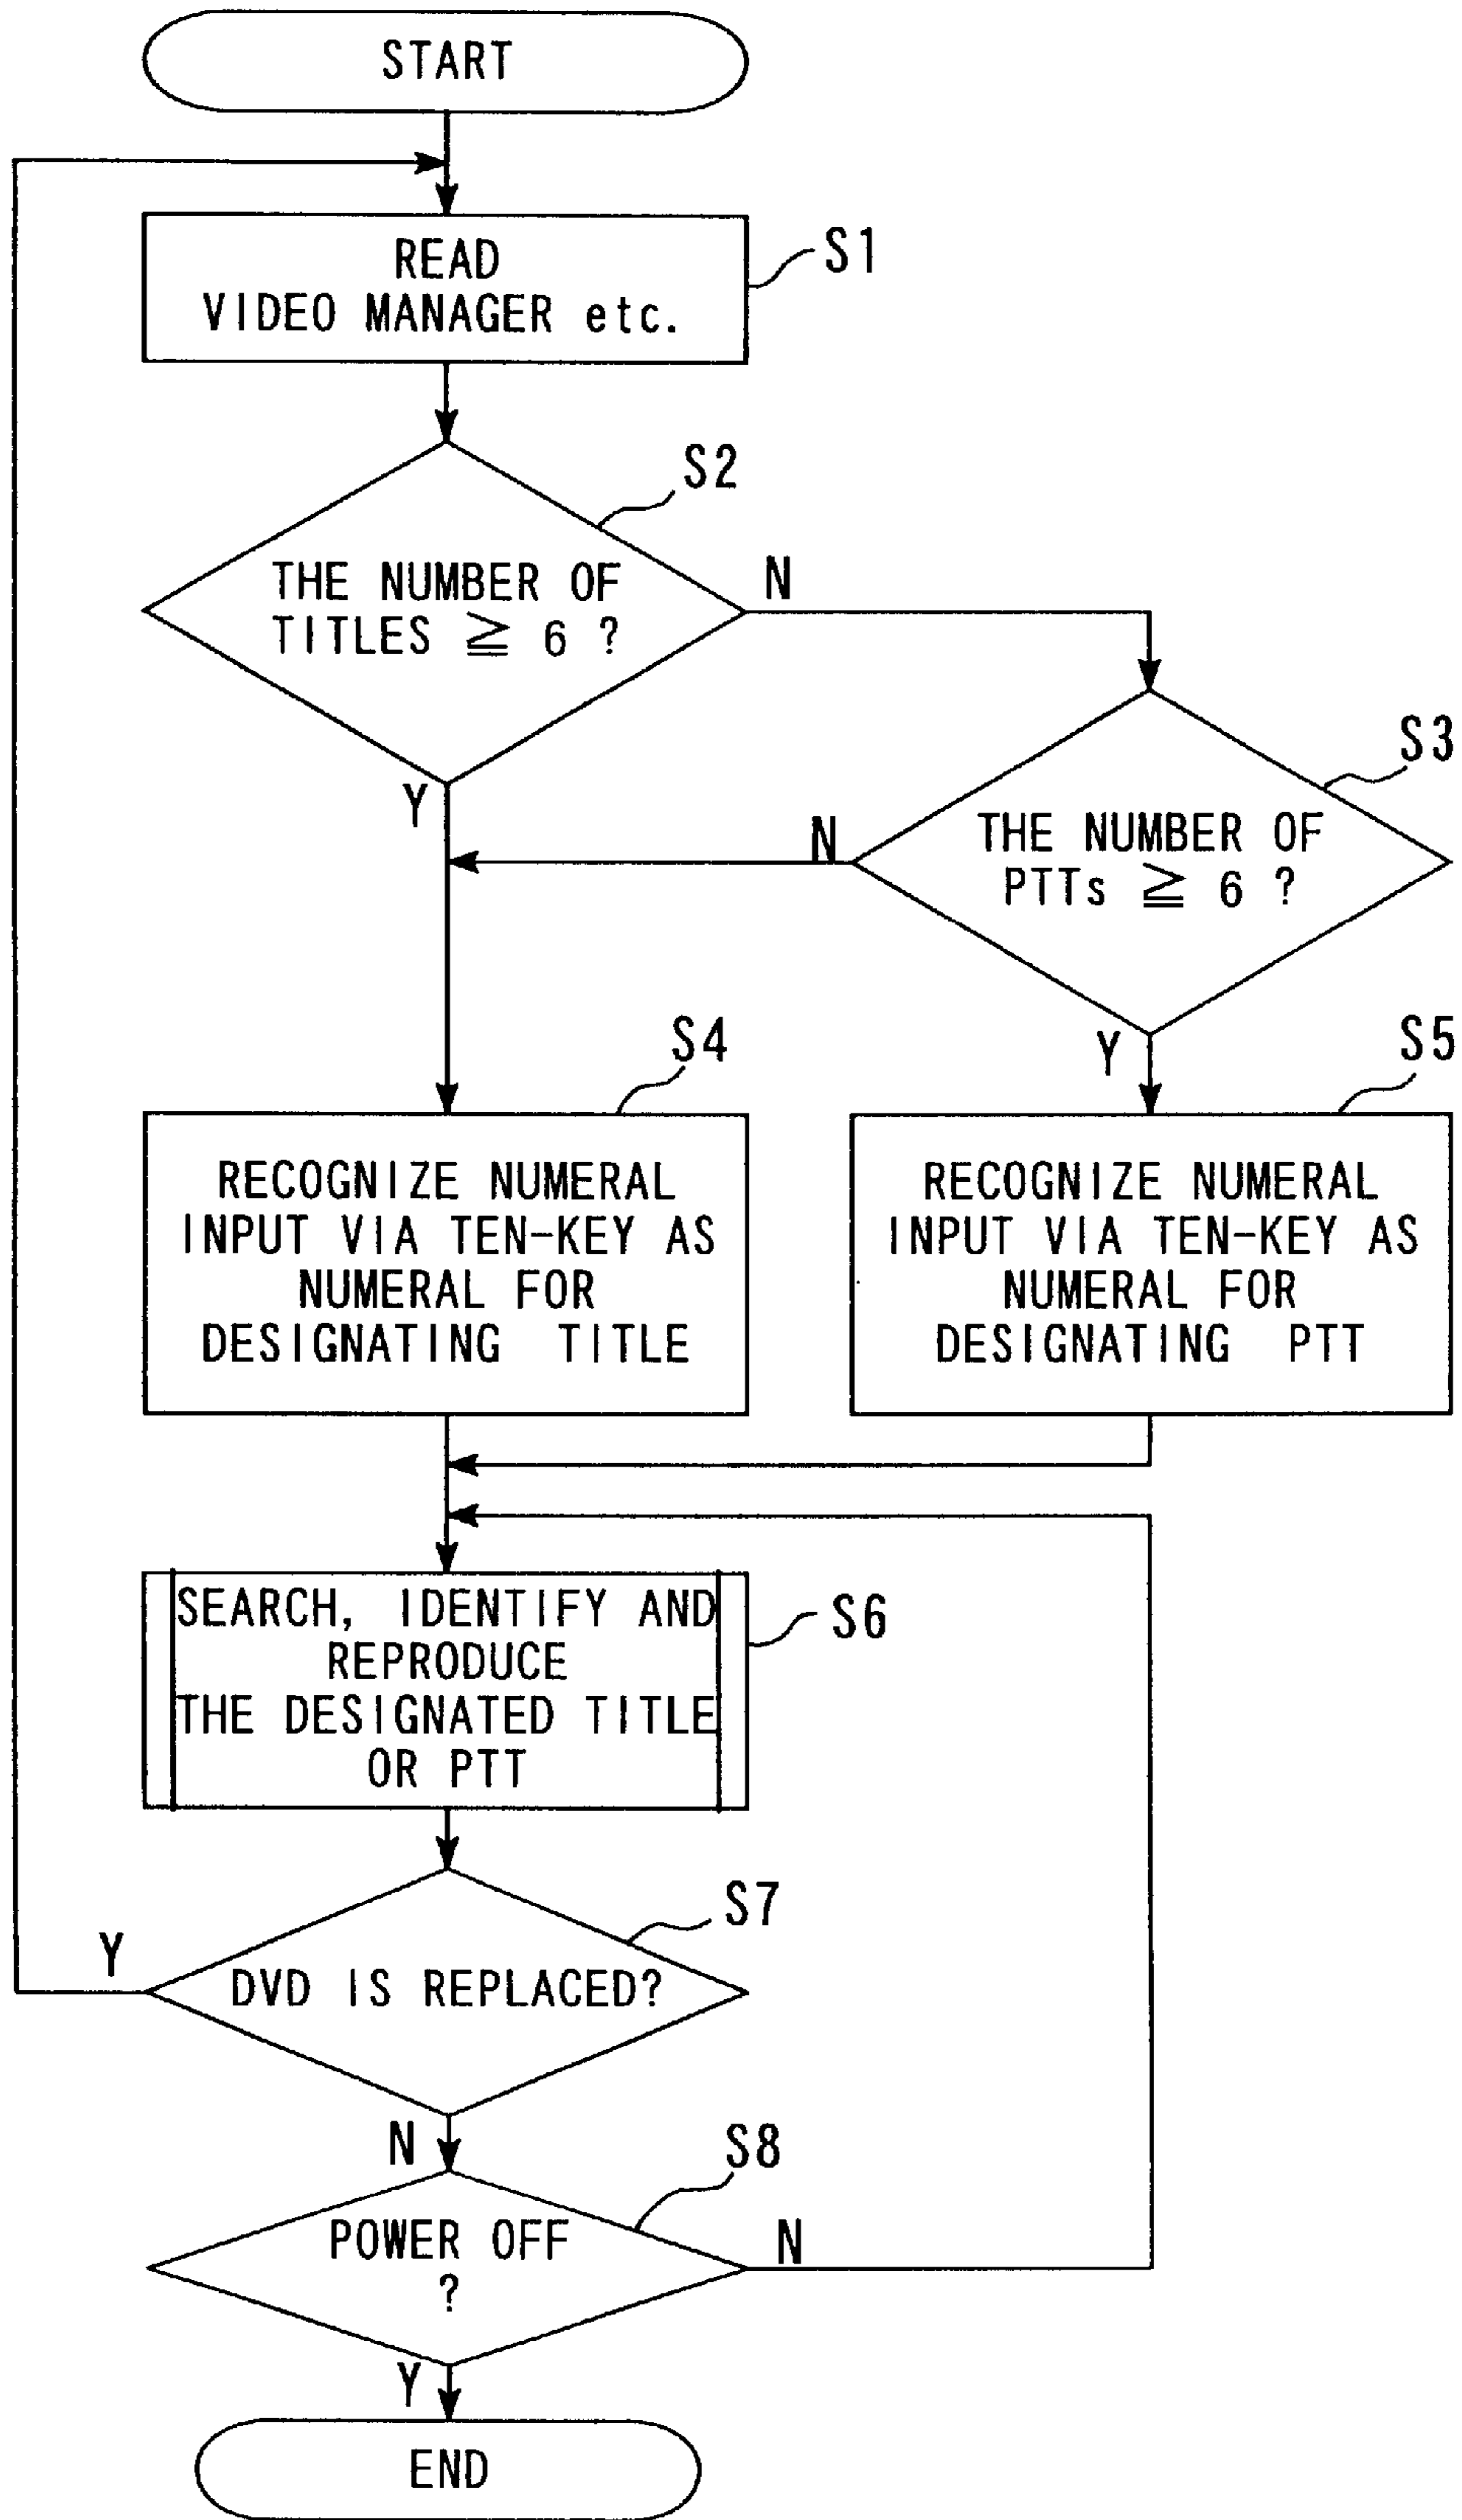 START
READ
VIDEO MANAGER etc.
S1
S2
THE NUMBER OF
TITLES ≧ 6 ?
N
Y
S3
THE NUMBER OF
PTTs ≧ 6 ?
N
Y
S4
RECOGNIZE NUMERAL
INPUT VIA TEN-KEY AS
NUMERAL FOR
DESIGNATING TITLE
S5
RECOGNIZE NUMERAL
INPUT VIA TEN-KEY AS
NUMERAL FOR
DESIGNATING PTT
SEARCH, IDENTIFY AND
REPRODUCE
THE DESIGNATED TITLE
OR PTT
S6
S7
DVD IS REPLACED?
Y
N
S8
POWER OFF
?
N
Y
END